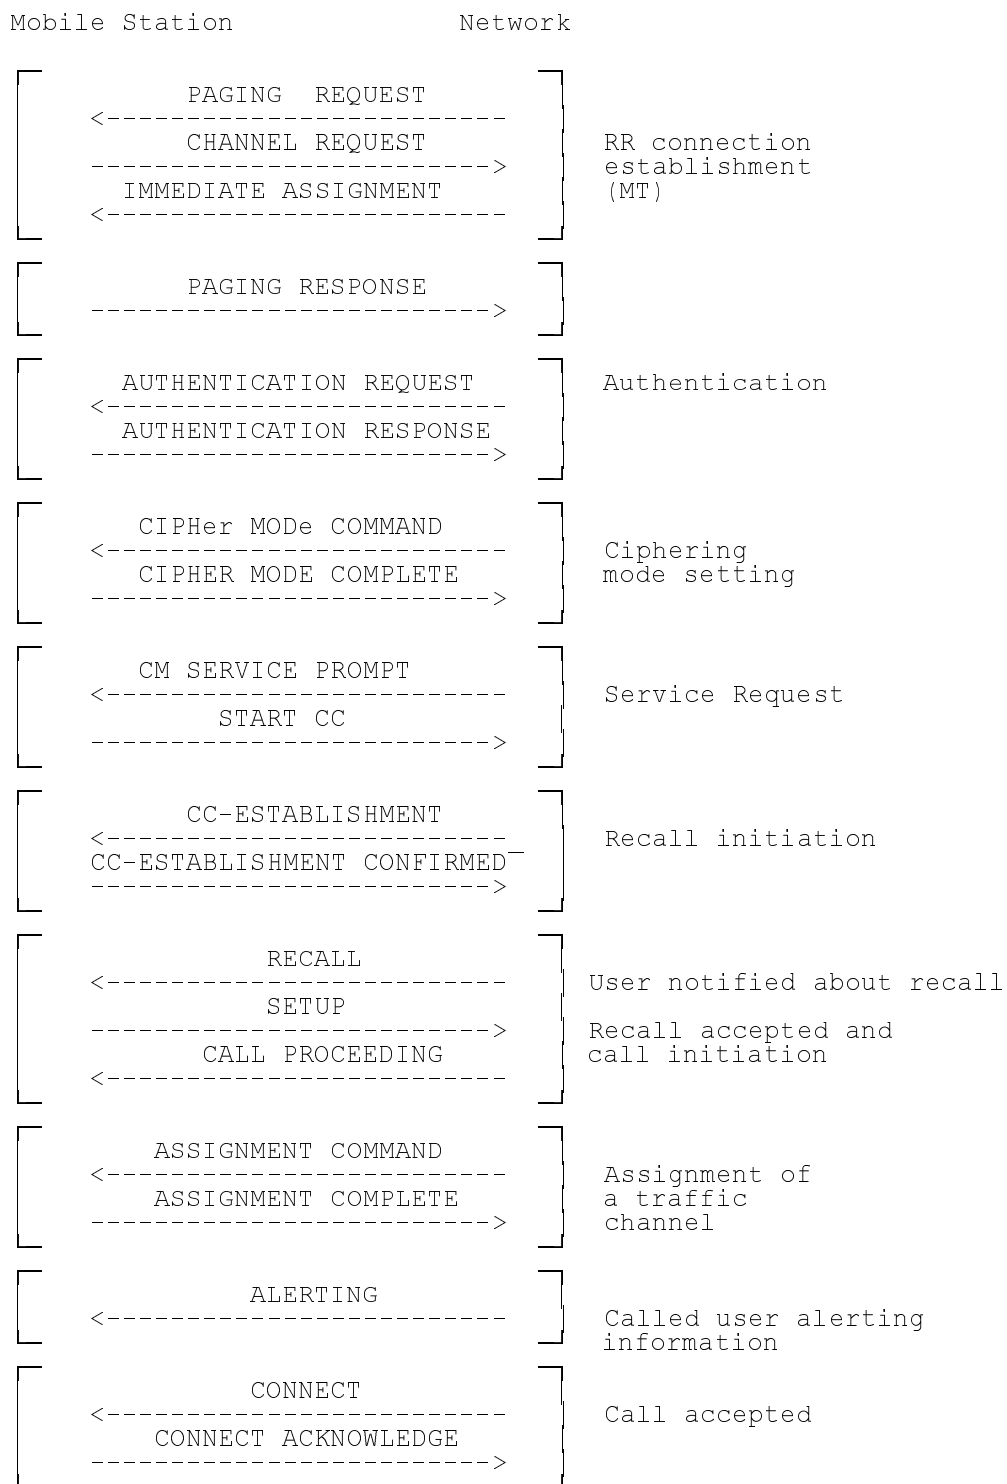 Mobile Station Network
PAGING REQUEST
<--------------------------
CHANNEL REQUEST RR connection
-------------------------> establishment
IMMEDIATE ASSIGNMENT (MT)
<--------------------------
PAGING RESPONSE
------------------------->
AUTHENTICATION REQUEST Authentication
<--------------------------
AUTHENTICATION RESPONSE
------------------------->
CIPHer MODe COMMAND
<-------------------------- Ciphering
CIPHER MODE COMPLETE mode setting
------------------------->
CM SERVICE PROMPT
<-------------------------- Service Request
START CC
------------------------->
CC-ESTABLISHMENT
<-------------------------- Recall initiation
CC-ESTABLISHMENT CONFIRMED
------------------------->
RECALL
<-------------------------- User notified about recall
SETUP
-------------------------> Recall accepted and
CALL PROCEEDING call initiation
<--------------------------
ASSIGNMENT COMMAND
<-------------------------- Assignment of
ASSIGNMENT COMPLETE a traffic
-------------------------> channel
ALERTING
<-------------------------- Called user alerting
information
CONNECT
<-------------------------- Call accepted
CONNECT ACKNOWLEDGE
------------------------->